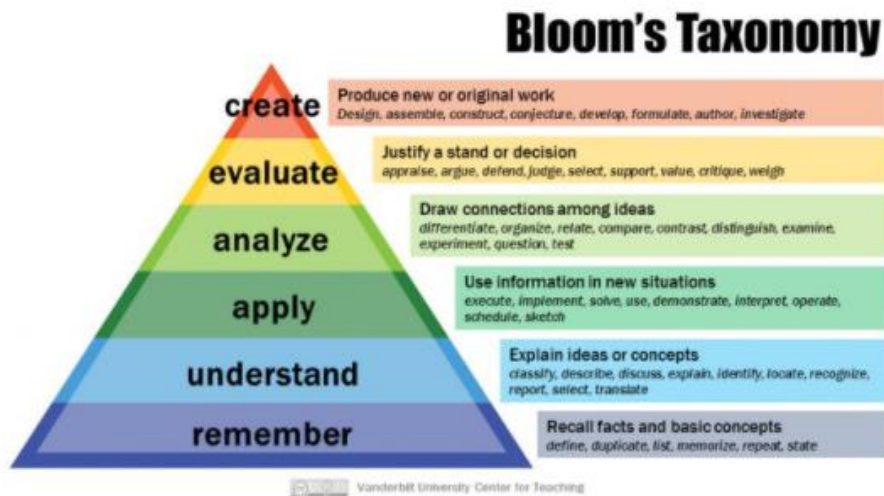 Bloom's Taxonomy
create
Produce new or original work
Design, assemble, construct, conjecture, develop, formulate, author, investigate
evaluate
Justify a stand or decision
appraise, argue, defend, judge, select, support, value, critique, weigh
analyze
Draw connections among ideas
differentiate, organize, relate, compare, contrast, distinguish, examine,
experiment, question, test
apply
Use information in new situations
execute, implement, solve, use, demonstrate, interpret, operate,
schedule, sketch
understand
Explain ideas or concepts
classify, describe, discuss, explain, identify, locate, recognize,
report, select, translate
remember
Recall facts and basic concepts
define, duplicate, list, memorize, repeat, state
Vanderbilt University Center for Teaching